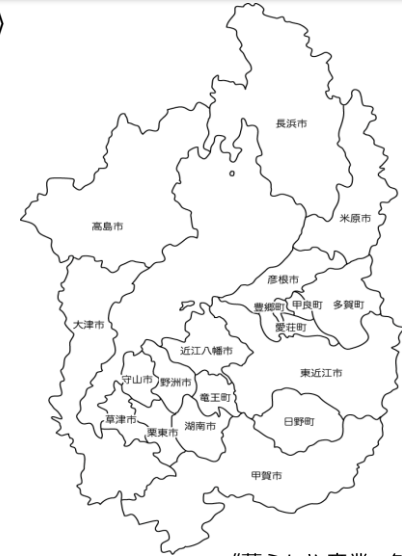 長浜市
米原市
高島市
彦根市
豊郷町
甲良町
多賀町
大津市
愛荘町
近江八幡市
東近江市
守山市
野洲市
竜王町
草津市
栗東市
湖南市
日野町
甲賀市